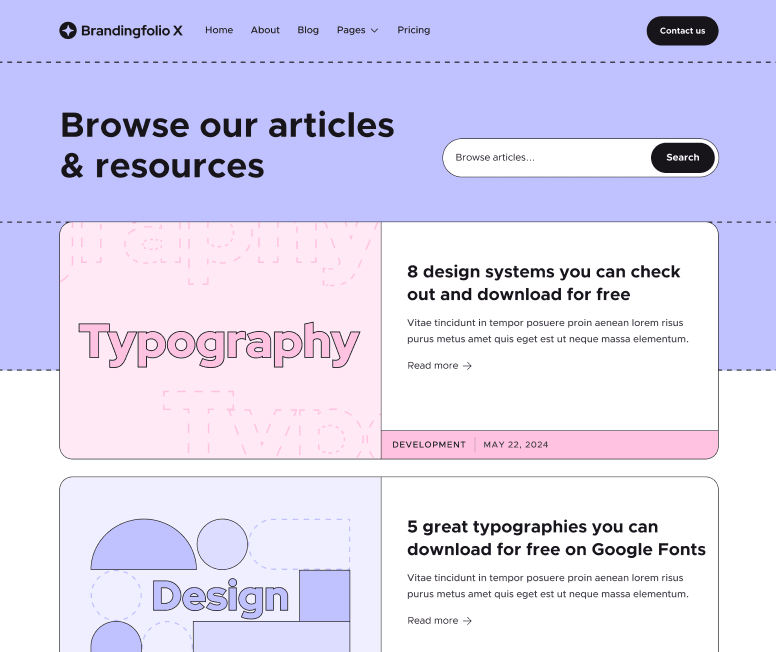 Brandingfolio X
Home
About
Blog
Pages
Pricing
Contact us
Browse our articles
& resources
Browse articles...
Search
Typography
8 design systems you can check
out and download for free
Vitae tincidunt in tempor posuere proin aenean lorem risus
purus metus amet quis eget est ut neque massa elementum.
Read more
DEVELOPMENT
MAY 22, 2024
Design
5 great typographies you can
download for free on Google Fonts
Vitae tincidunt in tempor posuere proin aenean lorem risus
purus metus amet quis eget est ut neque massa elementum.
Read more